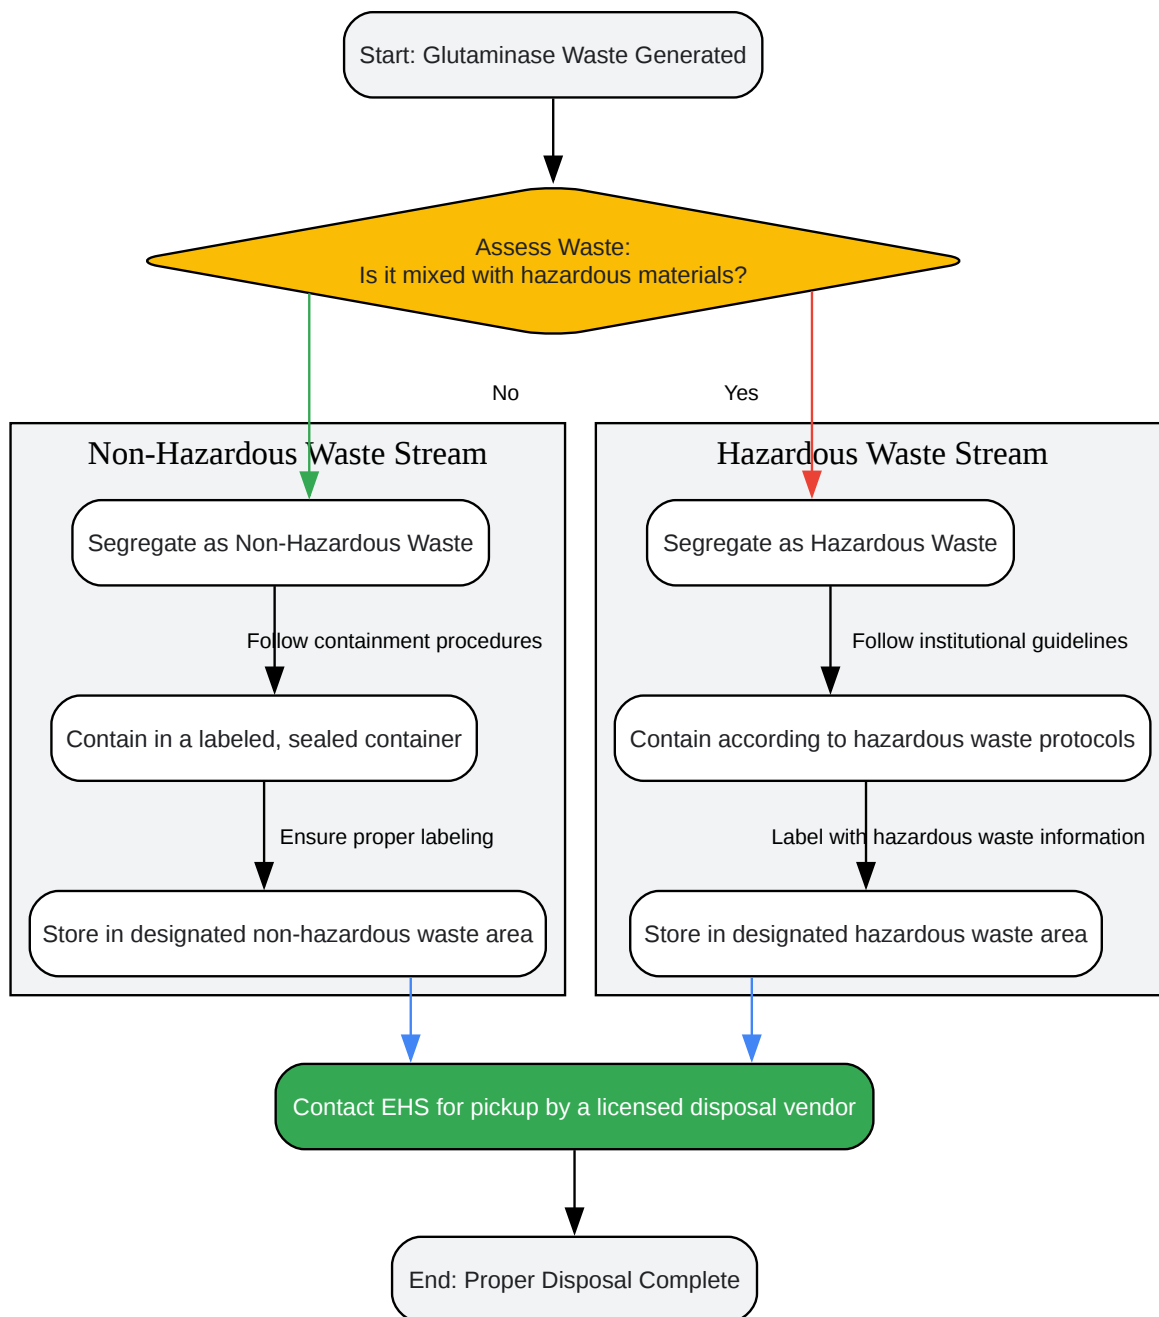 Start: Glutaminase Waste Generated
Assess Waste:
Is it mixed with hazardous materials?
No
Yes
Non-Hazardous Waste Stream
Segregate as Non-Hazardous Waste
Follow containment procedures
Contain in a labeled, sealed container
Ensure proper labeling
Store in designated non-hazardous waste area
Hazardous Waste Stream
Segregate as Hazardous Waste
Follow institutional guidelines
Contain according to hazardous waste protocols
Label with hazardous waste information
Store in designated hazardous waste area
Contact EHS for pickup by a licensed disposal vendor
End: Proper Disposal Complete